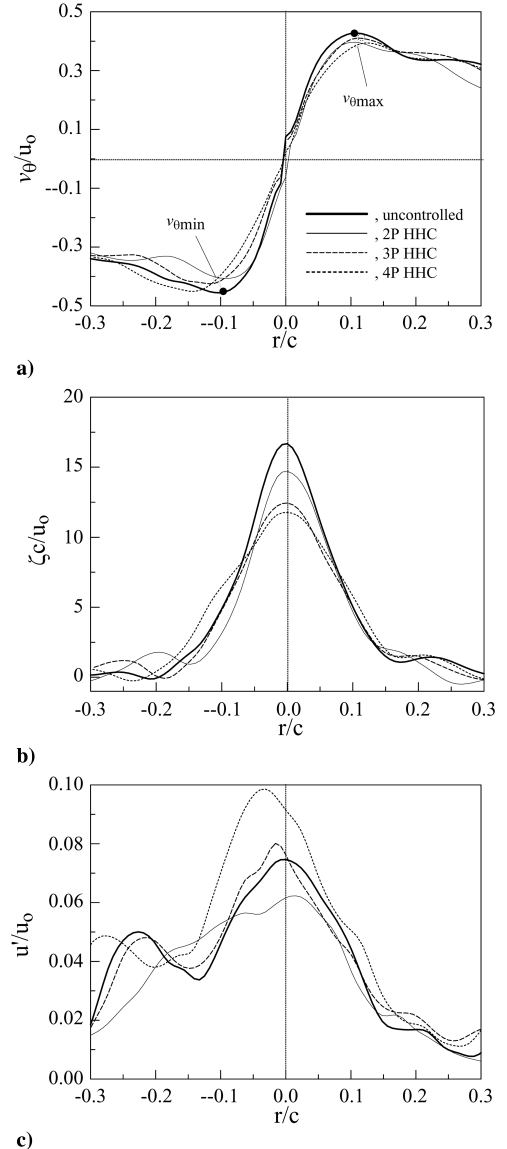 0.5
0.3
0.1
--0.1
-0.3
-0.5
vθ/uo
vθmax
vθmin
, uncontrolled
, 2P HHC
, 3P HHC
, 4P HHC
-0.3 -0.2 --0.1 0.0 0.1 0.2 0.3
r/c
a)
20
15
10
5
0
ζc/uo
-0.3 -0.2 --0.1 0.0 0.1 0.2 0.3
r/c
b)
0.10
0.08
0.06
0.04
0.02
0.00
u'/uo
-0.3 -0.2 --0.1 0.0 0.1 0.2 0.3
r/c
c)